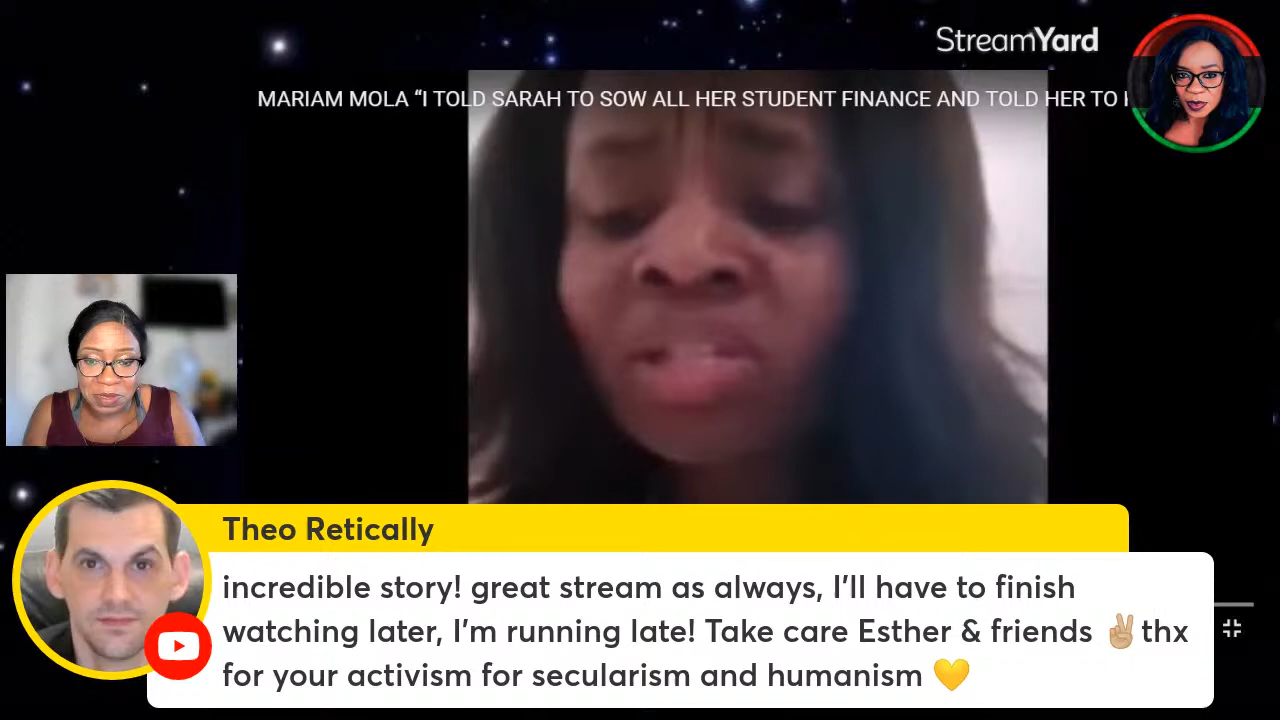 StreamYard
MARIAM MOLA “I TOLD SARAH TO SOW ALL HER STUDENT FINANCE AND TOLD HER TO
Theo Retically
incredible story! great stream as always, I'll have to finish
watching later, I'm running late! Take care Esther & friends ✌🏼thx
for your activism for secularism and humanism 💛